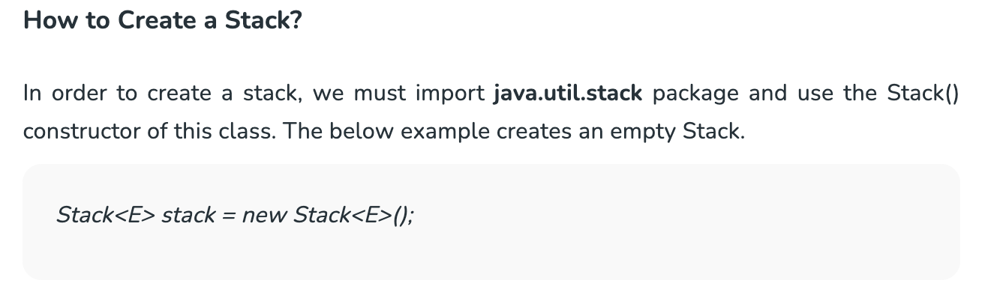 How to Create a Stack?
In order to create a stack, we must import java.util.stack package and use the Stack()
constructor of this class. The below example creates an empty Stack.
Stack<E> stack = new Stack<E>();